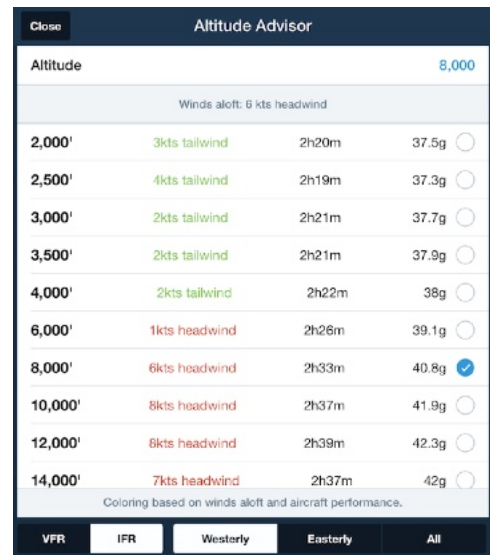 Close Altitude Advisor
Altitude 8,000
Winds aloft: 6 kts headwind
2,000' 3kts tailwind 2h20m 37.5g
2,500' 4kts tailwind 2h19m 37.3g
3,000' 2kts tailwind 2h21m 37.7g
3,500' 2kts tailwind 2h21m 37.9g
4,000' 2kts tailwind 2h22m 38g
6,000' 1kts headwind 2h26m 39.1g
8,000' 6kts headwind 2h33m 40.8g
10,000' 8kts headwind 2h37m 41.9g
12,000' 8kts headwind 2h39m 42.3g
14,000' 7kts headwind 2h37m 42g
Coloring based on winds aloft and aircraft performance.
VFR IFR Westerly Easterly All